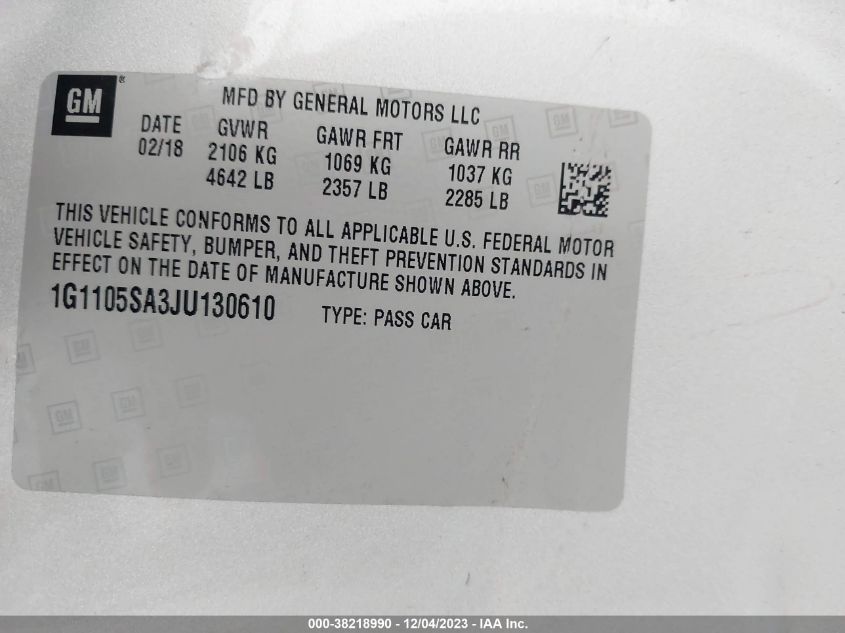 GM ®
MFD BY GENERAL MOTORS LLC
DATE GVWR GAWR FRT GAWR RR
02/18 2106 KG 1069 KG 1037 KG
4642 LB 2357 LB 2285 LB
THIS VEHICLE CONFORMS TO ALL APPLICABLE U.S. FEDERAL MOTOR
VEHICLE SAFETY, BUMPER, AND THEFT PREVENTION STANDARDS IN
EFFECT ON THE DATE OF MANUFACTURE SHOWN ABOVE.
1G1105SA3JU130610 TYPE: PASS CAR
000-38218990 - 12/04/2023 - IAA Inc.